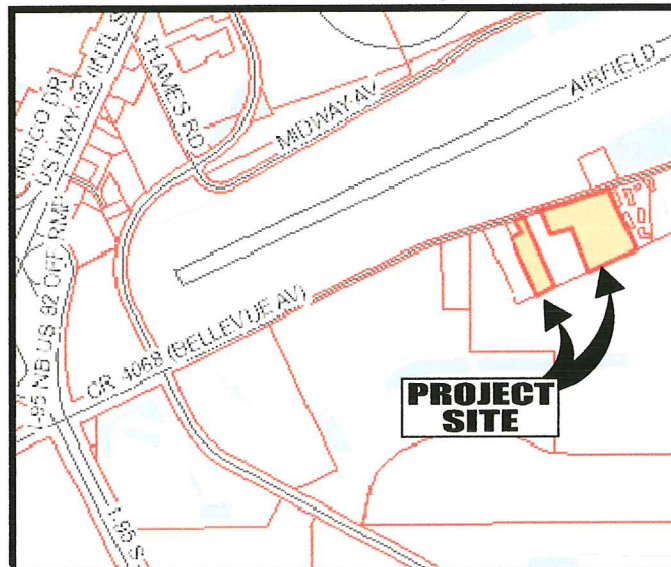 INDIGO DR
US HWY 92 (INTL S
THAMES RD
MIDWAY AV
AIRFIELD
I-95 NB US 92 OFF RMP
CR 4068 (BELLEVUE AV)
I-95 S
PROJECT
SITE